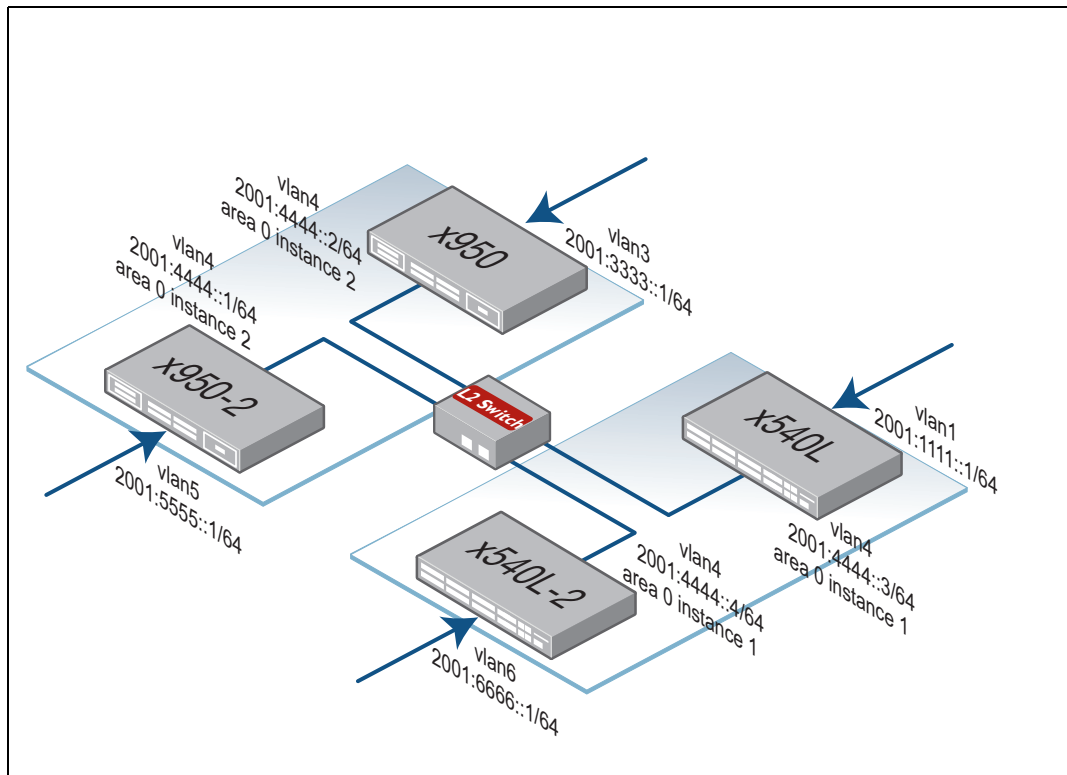 vlan4
2001:4444::2/64
area 0 instance 2
x950
vlan3
2001:3333::1/64
vlan4
2001:4444::1/64
area 0 instance 2
x950-2
vlan5
2001:5555::1/64
L2 Switch
x540L
vlan1
2001:1111::1/64
vlan4
2001:4444::3/64
area 0 instance 1
x540L-2
vlan4
2001:4444::4/64
area 0 instance 1
vlan6
2001:6666::1/64